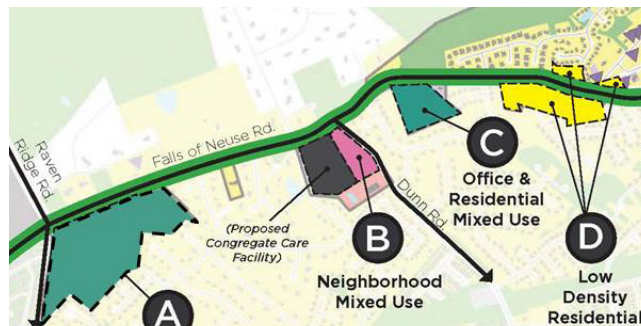 Raven
Ridge Rd
Falls of Neuse Rd.
(Proposed
Congregate Care
Facility)
Dunn Rd
A
B
Neighborhood
Mixed Use
C
Office &
Residential
Mixed Use
D
Low
Density
Residential